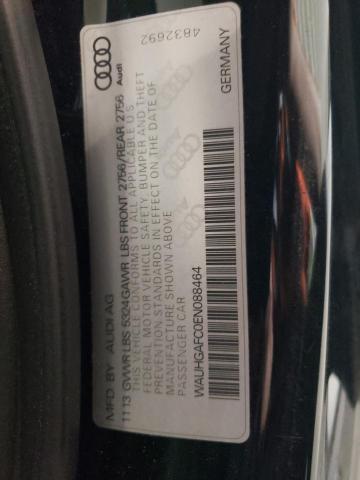 MFD BY AUDI AG
11 13 GVWR LBS 5324 GAWR LBS FRONT 2756/REAR 2756
THIS VEHICLE CONFORMS TO ALL APPLICABLE U S
FEDERAL MOTOR VEHICLE SAFETY, BUMPER AND THEFT
PREVENTION STANDARDS IN EFFECT ON THE DATE OF
MANUFACTURE SHOWN ABOVE
PASSENGER CAR
WAUHGAFC0EN088464
GERMANY
Audi
4832692